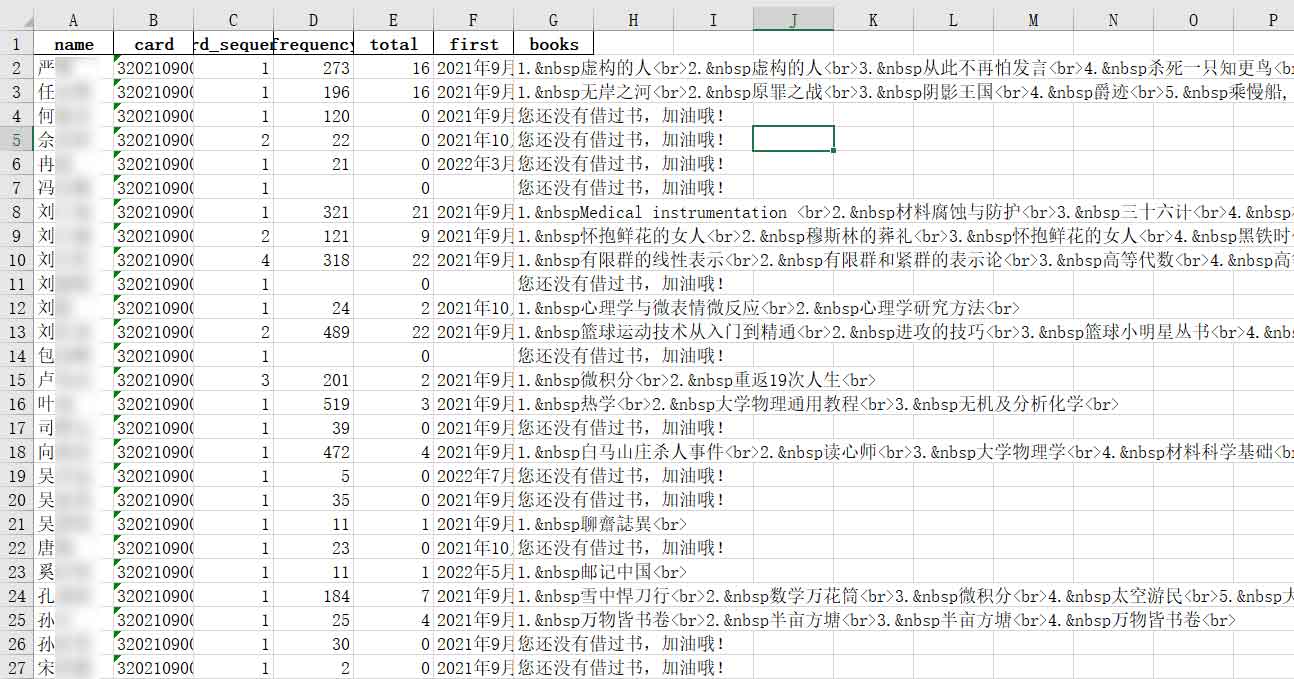 A B C D E F G H I J K L M N O P
1 name card rd_sequen frequency total first books
2 严 320210900 1 273 16 2021年9月 1.&nbsp虚构的人<br>2.&nbsp虚构的人<br>3.&nbsp从此不再怕发言<br>4.&nbsp杀死一只知更鸟<br
3 任 320210900 1 196 16 2021年9月 1.&nbsp无岸之河<br>2.&nbsp原罪之战<br>3.&nbsp阴影王国<br>4.&nbsp爵迹<br>5.&nbsp乘慢船,
4 何 320210900 1 120 0 2021年9月 您还没有借过书，加油哦！
5 佘 320210900 2 22 0 2021年10 您还没有借过书，加油哦！
6 冉 320210900 1 21 0 2022年3月 您还没有借过书，加油哦！
7 冯 320210900 1 0 您还没有借过书，加油哦！
8 刘 320210900 1 321 21 2021年9月 1.&nbspMedical instrumentation <br>2.&nbsp材料腐蚀与防护<br>3.&nbsp三十六计<br>4.&nbsp
9 刘 320210900 2 121 9 2021年9月 1.&nbsp怀抱鲜花的女人<br>2.&nbsp穆斯林的葬礼<br>3.&nbsp怀抱鲜花的女人<br>4.&nbsp黑铁时
10 刘 320210900 4 318 22 2021年9月 1.&nbsp有限群的线性表示<br>2.&nbsp有限群和紧群的表示论<br>3.&nbsp高等代数<br>4.&nbsp高等
11 刘 320210900 1 0 您还没有借过书，加油哦！
12 刘 320210900 1 24 2 2021年10 1.&nbsp心理学与微表情微反应<br>2.&nbsp心理学研究方法<br>
13 刘 320210900 2 489 22 2021年9月 1.&nbsp篮球运动技术从入门到精通<br>2.&nbsp进攻的技巧<br>3.&nbsp篮球小明星丛书<br>4.&nbs
14 包 320210900 1 0 您还没有借过书，加油哦！
15 卢 320210900 3 201 2 2021年9月 1.&nbsp微积分<br>2.&nbsp重返19次人生<br>
16 叶 320210900 1 519 3 2021年9月 1.&nbsp热学<br>2.&nbsp大学物理通用教程<br>3.&nbsp无机及分析化学<br>
17 司 320210900 1 39 0 2021年9月 您还没有借过书，加油哦！
18 向 320210900 1 472 4 2021年9月 1.&nbsp白马山庄杀人事件<br>2.&nbsp读心师<br>3.&nbsp大学物理学<br>4.&nbsp材料科学基础<b
19 吴 320210900 1 5 0 2022年7月 您还没有借过书，加油哦！
20 吴 320210900 1 35 0 2021年9月 您还没有借过书，加油哦！
21 吴 320210900 1 11 1 2021年9月 1.&nbsp聊齋誌異<br>
22 唐 320210900 1 23 0 2021年10 您还没有借过书，加油哦！
23 奚 320210900 1 11 1 2022年5月 1.&nbsp邮记中国<br>
24 孔 320210900 1 184 7 2021年9月 1.&nbsp雪中悍刀行<br>2.&nbsp数学万花筒<br>3.&nbsp微积分<br>4.&nbsp太空游民<br>5.&nbsp大
25 孙 320210900 1 25 4 2021年9月 1.&nbsp万物皆书卷<br>2.&nbsp半亩方塘<br>3.&nbsp半亩方塘<br>4.&nbsp万物皆书卷<br>
26 孙 320210900 1 30 0 2021年9月 您还没有借过书，加油哦！
27 宋 320210900 1 2 0 2021年9月 您还没有借过书，加油哦！